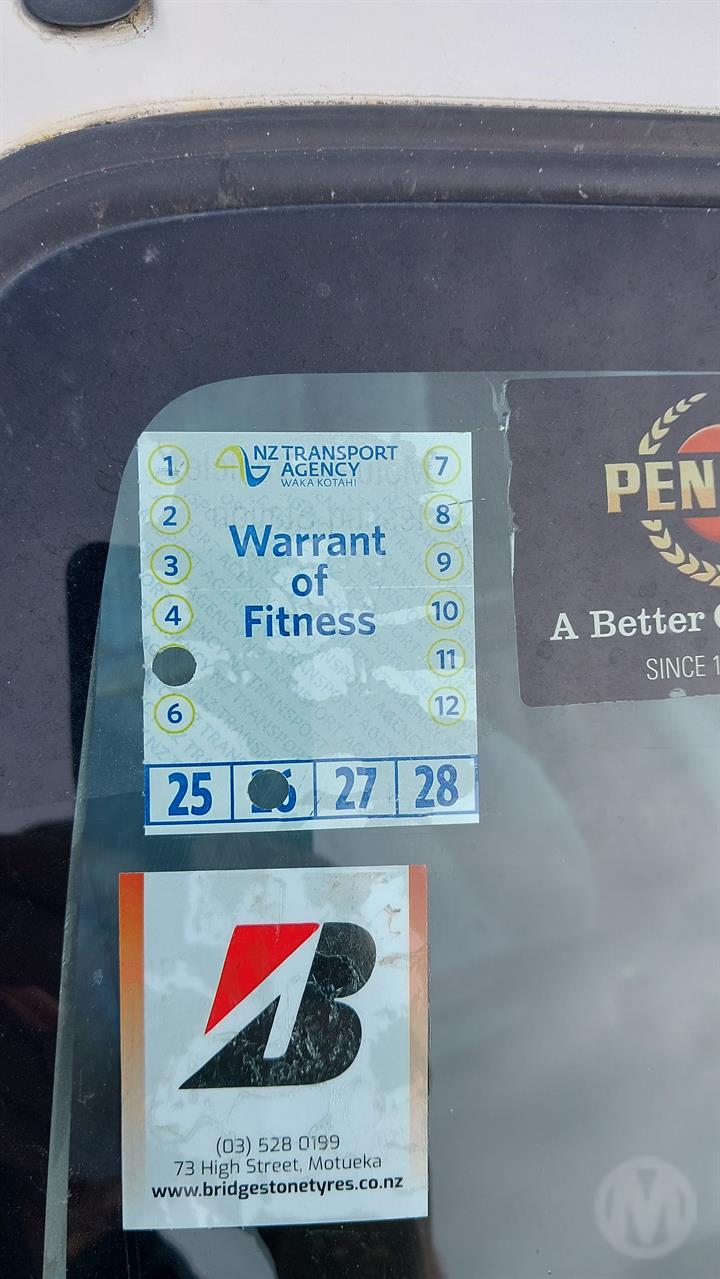 NZ TRANSPORT
AGENCY
WAKA KOTAHI
Warrant
of
Fitness
1
2
3
4
6
7
8
9
10
11
12
25 26 27 28
PEN
A Better
SINCE 1
(03) 528 0199
73 High Street, Motueka
www.bridgestonetyres.co.nz
B
M